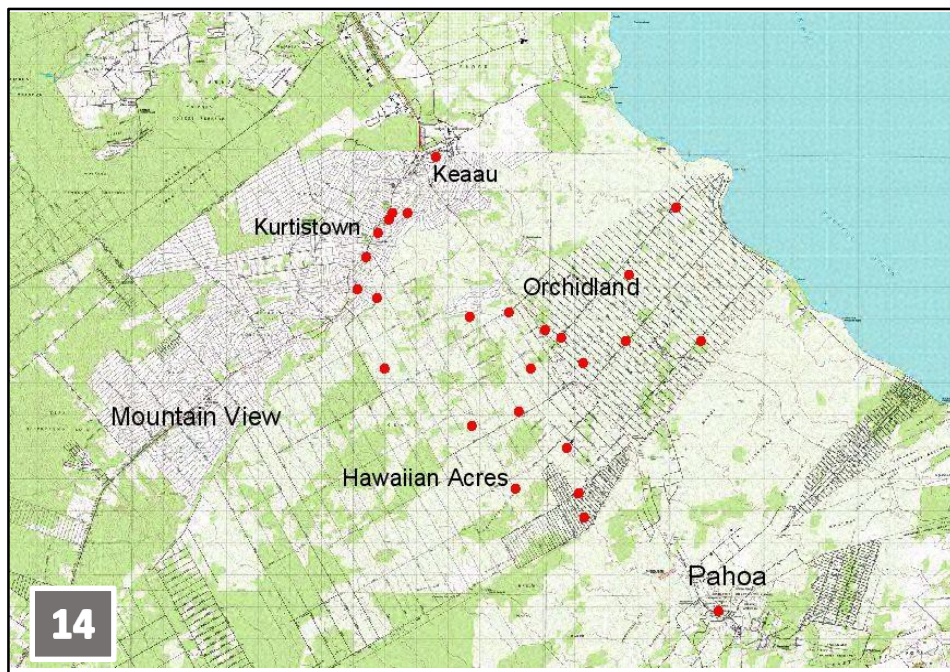 Keaau
Kurtistown
Orchidland
Mountain View
Hawaiian Acres
Pahoa
14